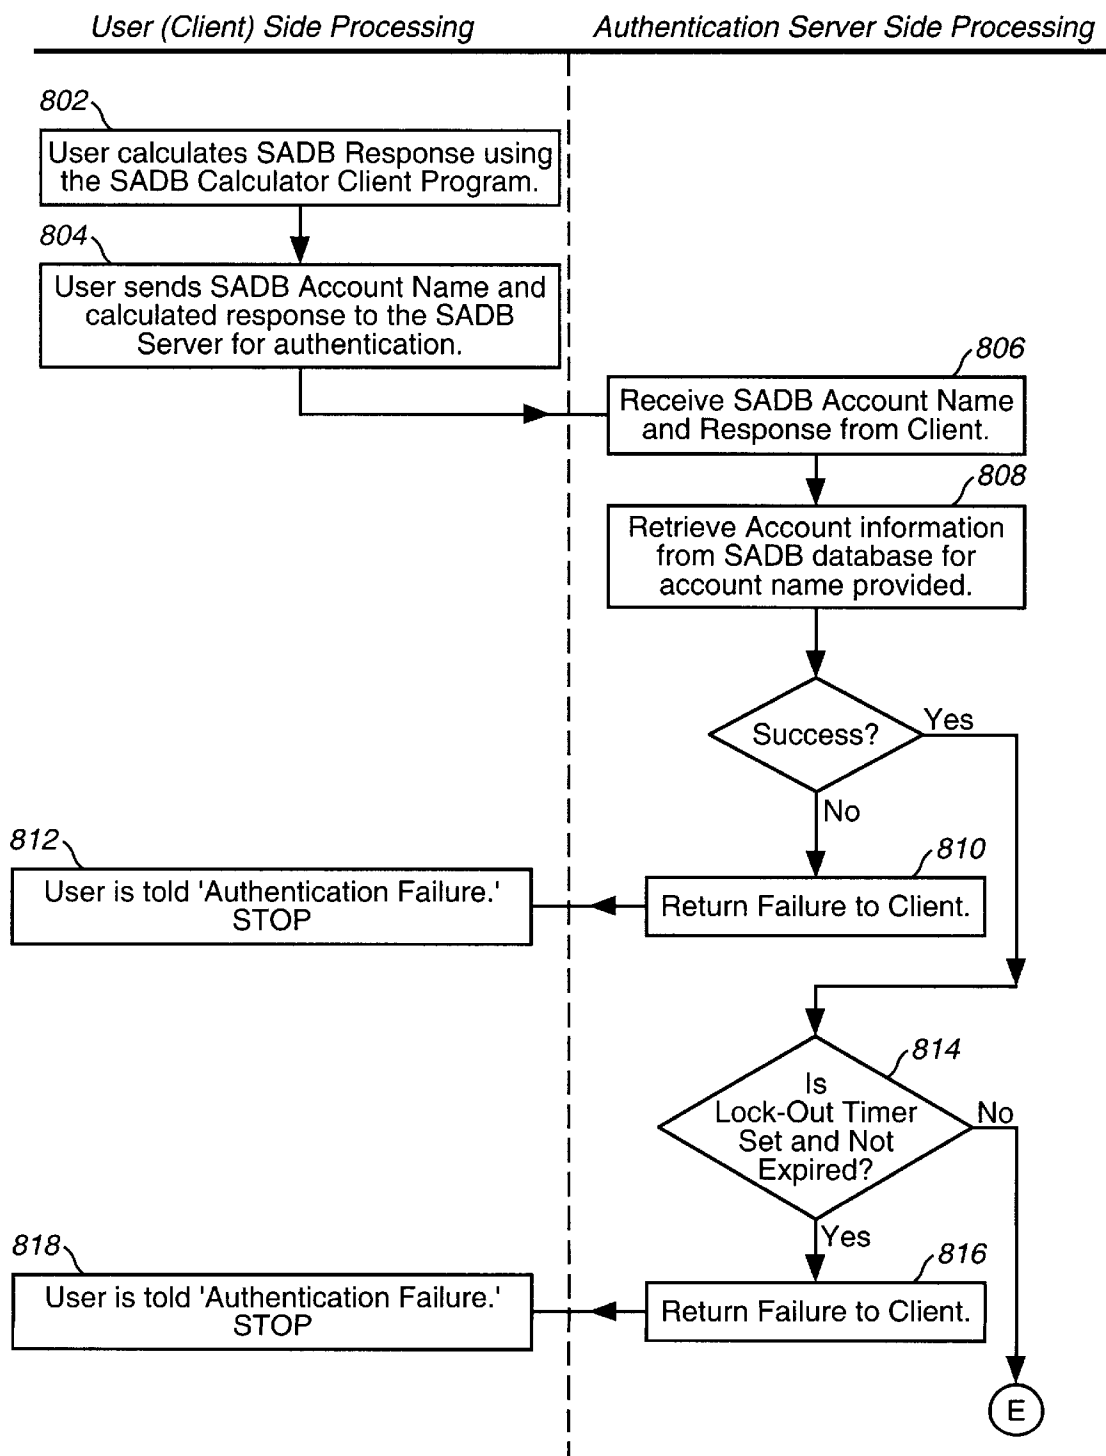 User (Client) Side Processing
Authentication Server Side Processing
802
User calculates SADB Response using
the SADB Calculator Client Program.
804
User sends SADB Account Name and
calculated response to the SADB
Server for authentication.
806
Receive SADB Account Name
and Response from Client.
808
Retrieve Account information
from SADB database for
account name provided.
Success?
Yes
No
812
User is told 'Authentication Failure.'
STOP
810
Return Failure to Client.
814
Is
Lock-Out Timer
Set and Not
Expired?
No
Yes
818
User is told 'Authentication Failure.'
STOP
816
Return Failure to Client.
E